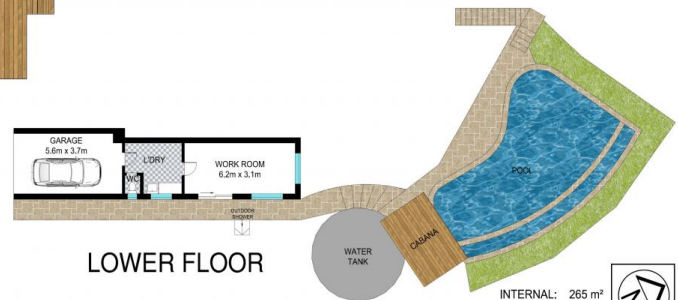 GARAGE
5.6m x 3.7m
L'DRY
WC
WORK ROOM
6.2m x 3.1m
OUTDOOR
SHOWER
POOL
CABANA
WATER
TANK
LOWER FLOOR
INTERNAL: 265 m²